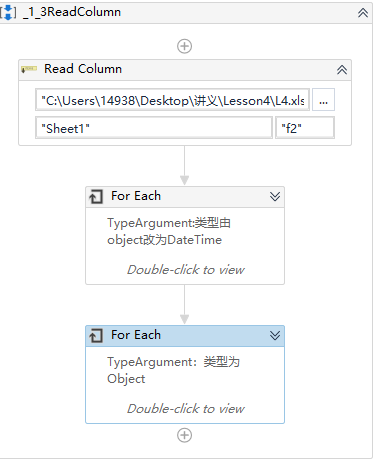 _1_3ReadColumn
Read Column
"C:\Users\14938\Desktop\讲义\Lesson4\L4.xls
...
"Sheet1"
"f2"
For Each
TypeArgument:类型由
object改为DateTime
Double-click to view
For Each
TypeArgument：类型为
Object
Double-click to view